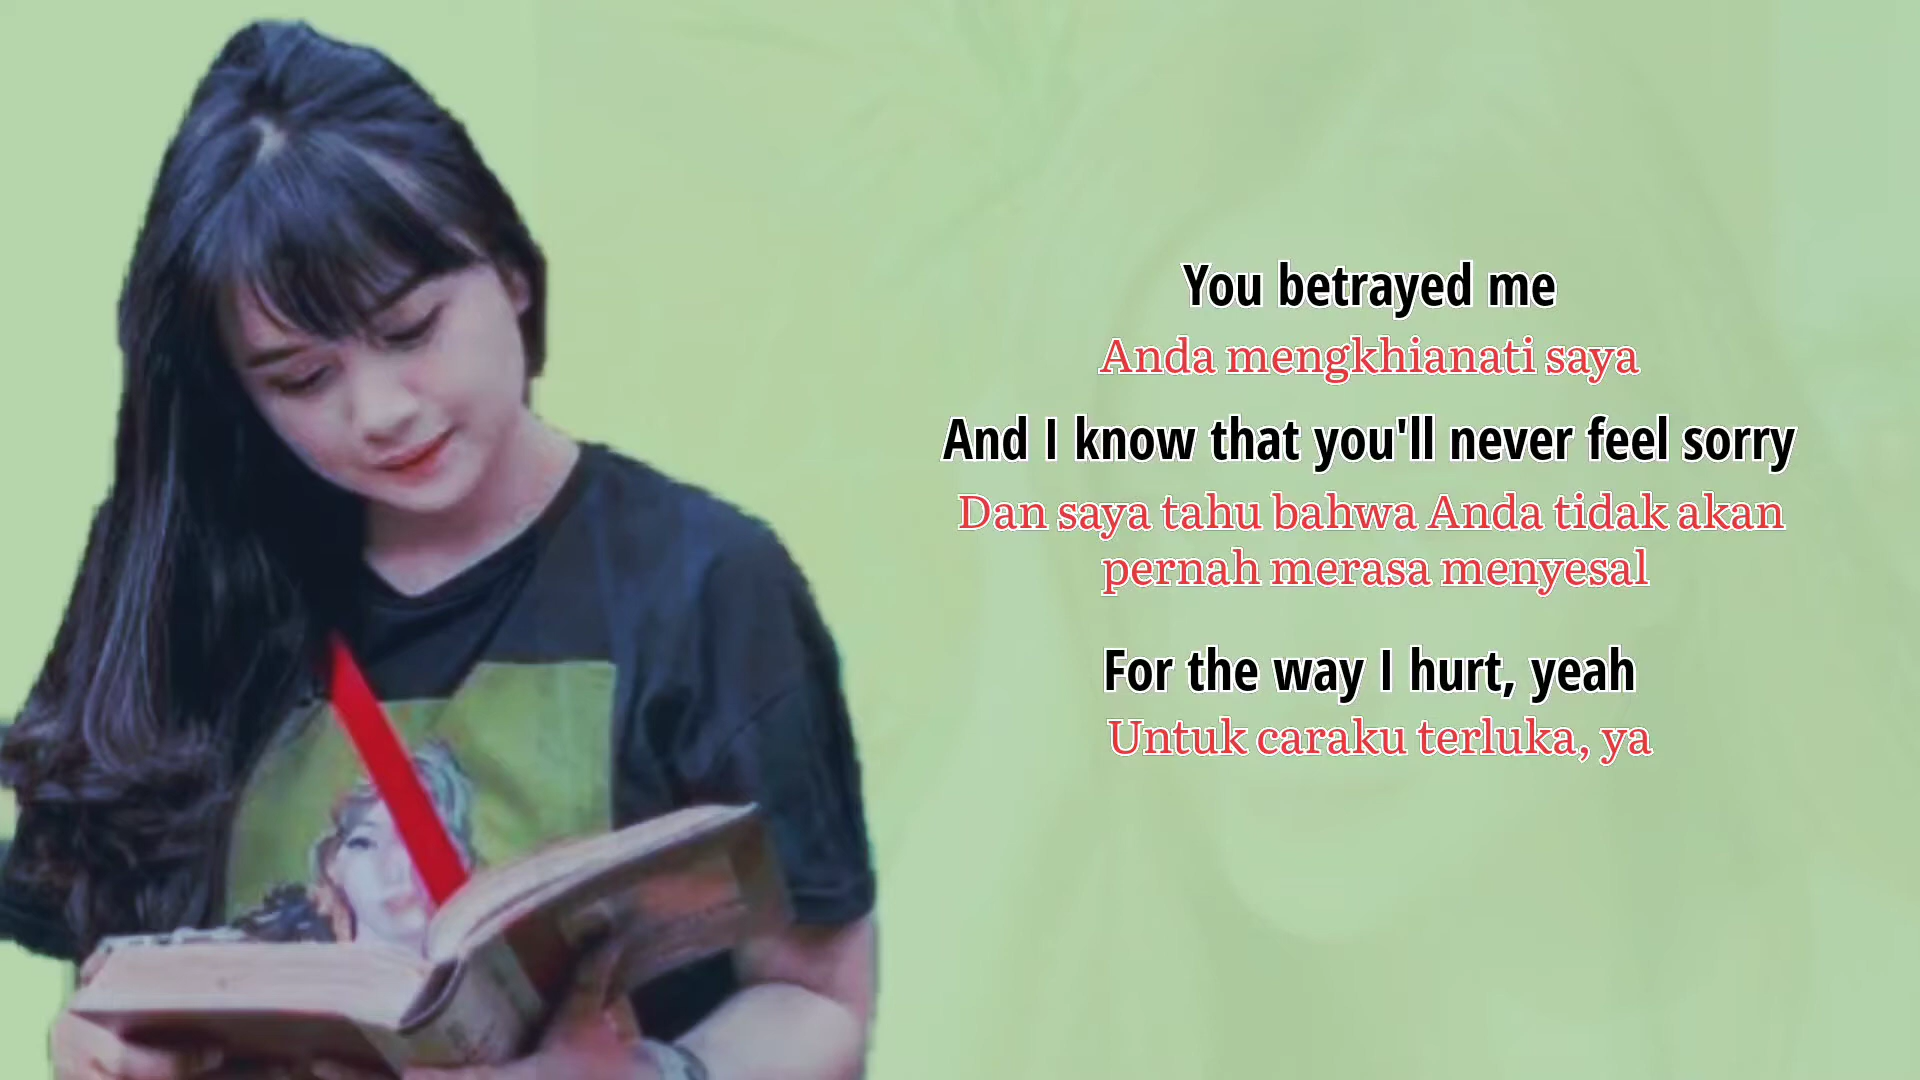 You betrayed me
Anda mengkhianati saya
And I know that you'll never feel sorry
Dan saya tahu bahwa Anda tidak akan
pernah merasa menyesal
For the way I hurt, yeah
Untuk caraku terluka, ya